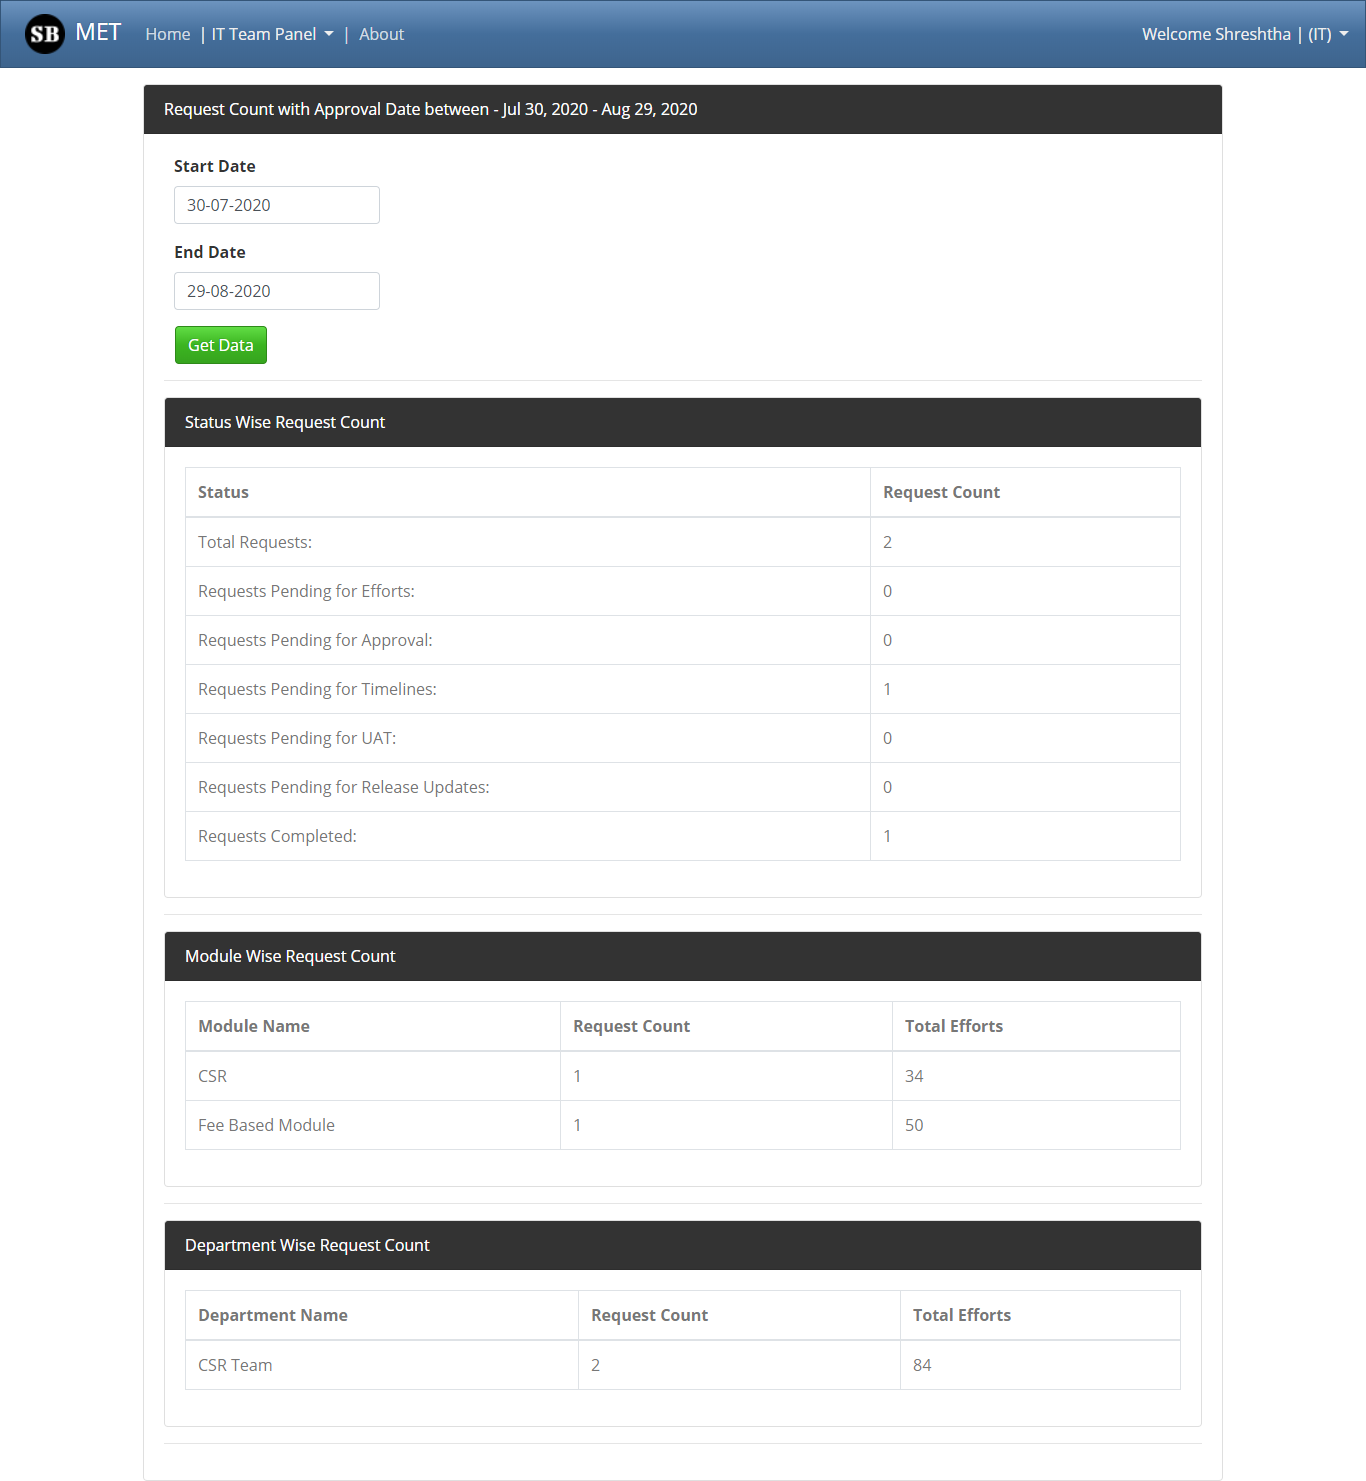 SB MET Home | IT Team Panel | About Welcome Shreshtha | (IT)
Request Count with Approval Date between - Jul 30, 2020 - Aug 29, 2020
Start Date
30-07-2020
End Date
29-08-2020
Get Data
Status Wise Request Count
Status Request Count
Total Requests: 2
Requests Pending for Efforts: 0
Requests Pending for Approval: 0
Requests Pending for Timelines: 1
Requests Pending for UAT: 0
Requests Pending for Release Updates: 0
Requests Completed: 1
Module Wise Request Count
Module Name Request Count Total Efforts
CSR 1 34
Fee Based Module 1 50
Department Wise Request Count
Department Name Request Count Total Efforts
CSR Team 2 84